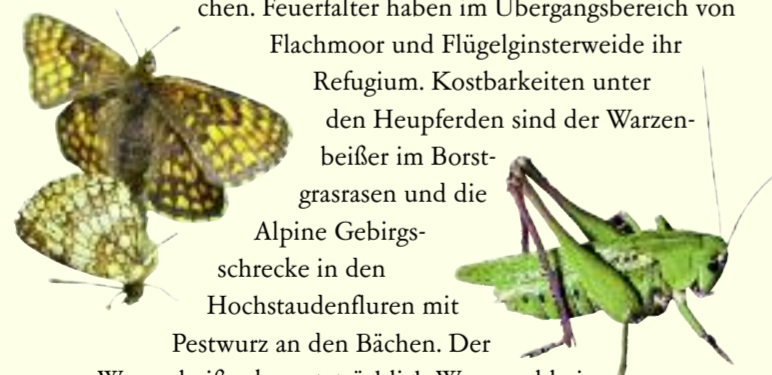 chen. Feuerfalter haben im Übergangsbereich von
Flachmoor und Flügelginsterweide ihr
Refugium. Kostbarkeiten unter
den Heupferden sind der Warzen-
beißer im Borst-
grasrasen und die
Alpine Gebirgs-
schrecke in den
Hochstaudenfluren mit
Pestwurz an den Bächen. Der